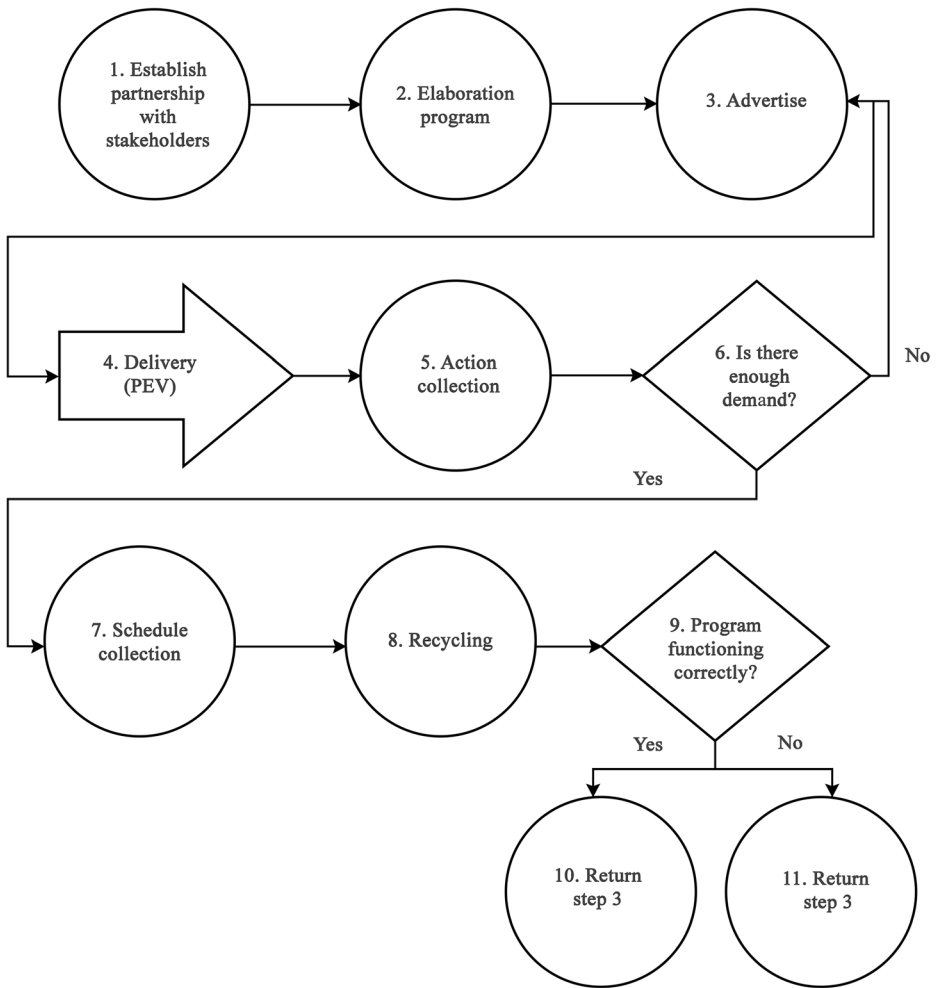 1. Establish
partnership
with
stakeholders
2. Elaboration
program
3. Advertise
4. Delivery
(PEV)
5. Action
collection
6. Is there
enough
demand?
No
Yes
7. Schedule
collection
8. Recycling
9. Program
functioning
correctly?
Yes
No
10. Return
step 3
11. Return
step 3